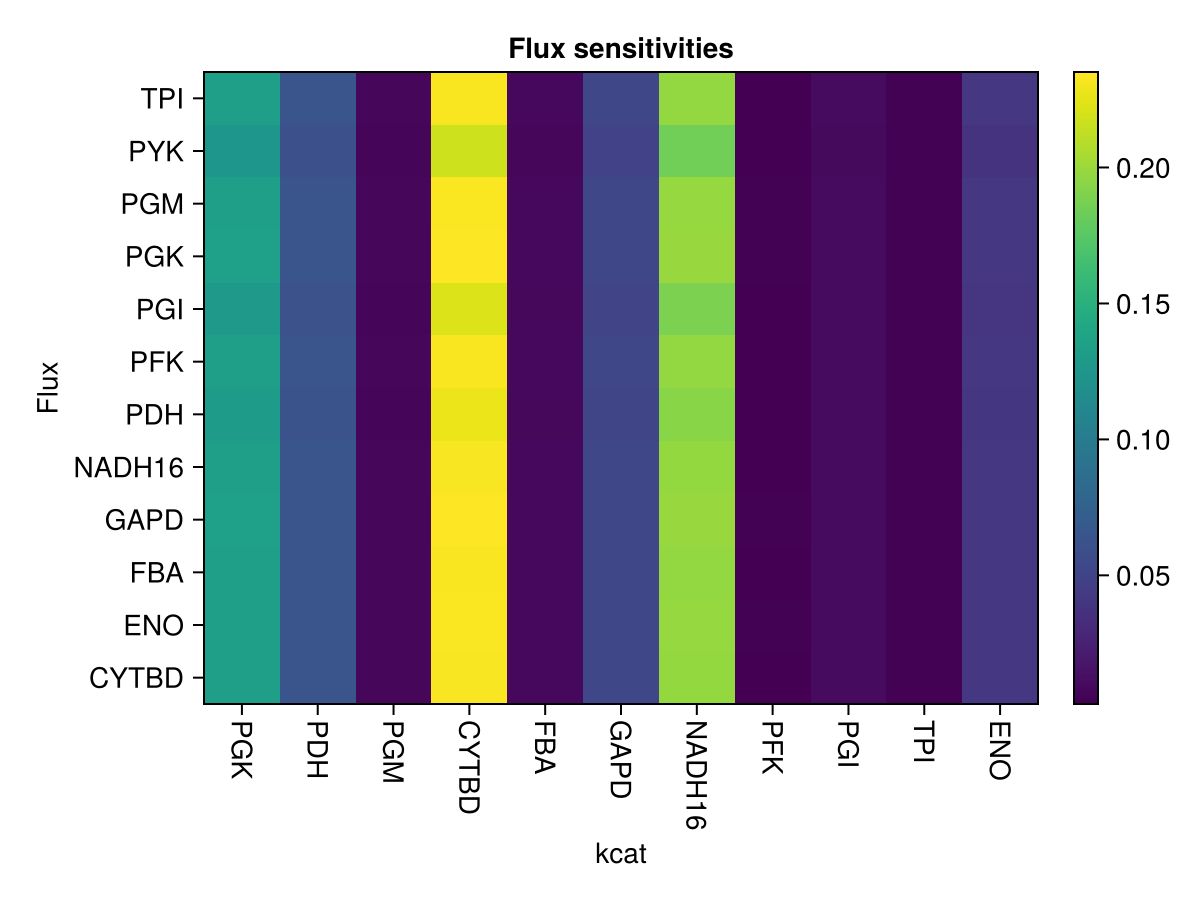 Flux sensitivities
TPI
PYK
PGM
PGK
PGI
PFK
PDH
NADH16
GAPD
FBA
ENO
CYTBD
Flux
PGK
PDH
PGM
CYTBD
FBA
GAPD
NADH16
PFK
PGI
TPI
ENO
kcat
0.20
0.15
0.10
0.05